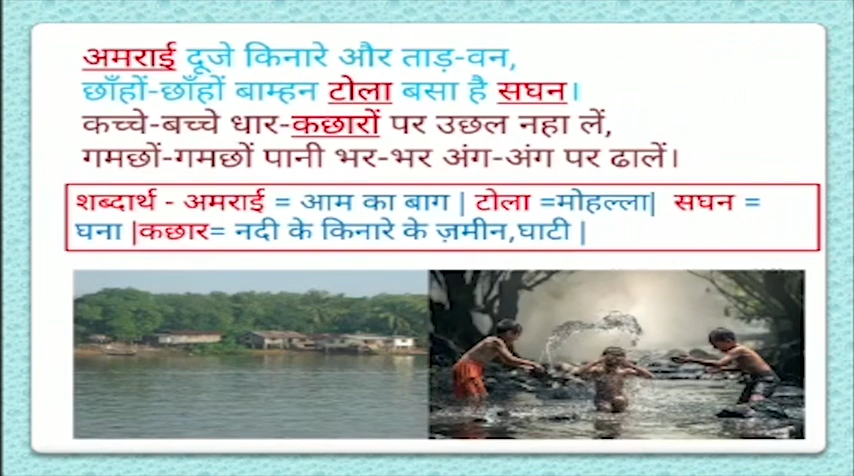 अमराई दूजे किनारे और ताड़-वन,
छाँहों-छाँहों बाम्हन टोला बसा है सघन।
कच्चे-बच्चे धार-कछारों पर उछल नहा लें,
गमछों-गमछों पानी भर-भर अंग-अंग पर ढालें।
शब्दार्थ - अमराई = आम का बाग | टोला =मोहल्ला| सघन =
घना |कछार= नदी के किनारे के ज़मीन,घाटी |